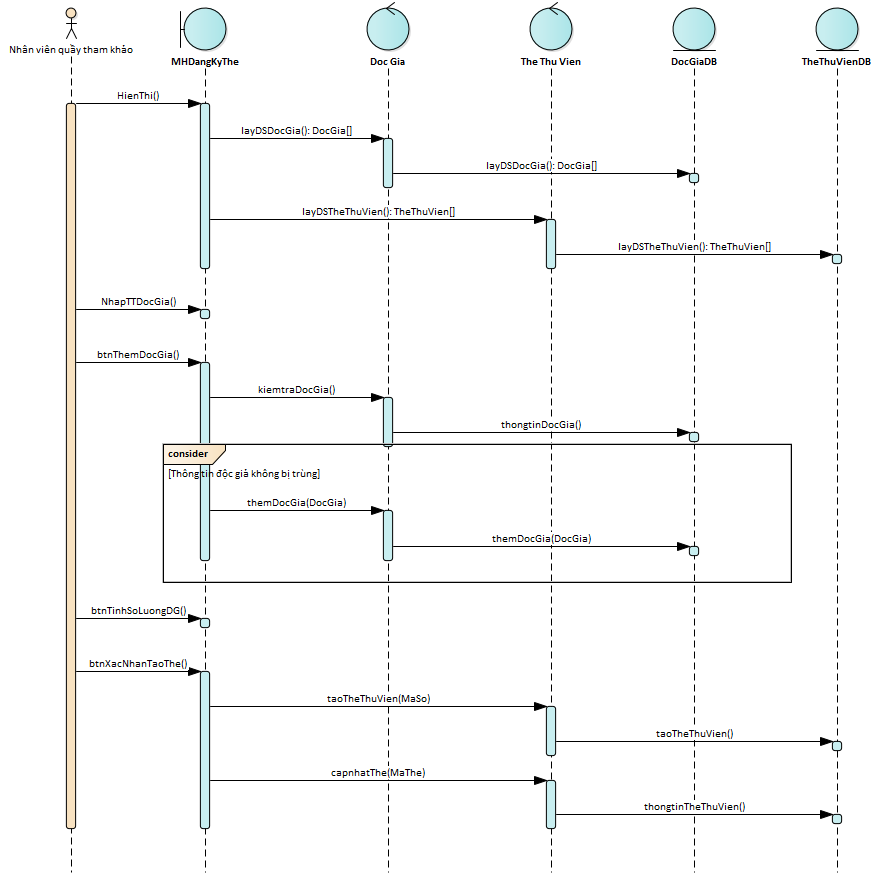 Nhân viên quầy tham khảo
MHDangKyThe
Doc Gia
The Thu Vien
DocGiaDB
TheThuVienDB
HienThi()
layDSDocGia(): DocGia[]
layDSDocGia(): DocGia[]
layDSTheThuVien(): TheThuVien[]
layDSTheThuVien(): TheThuVien[]
NhapTTDocGia()
btnThemDocGia()
kiemtraDocGia()
thongtinDocGia()
consider
[Thông tin độc giả không bị trùng]
themDocGia(DocGia)
themDocGia(DocGia)
btnTinhSoLuongDG()
btnXacNhanTaoThe()
taoTheThuVien(MaSo)
taoTheThuVien()
capnhatThe(MaThe)
thongtinTheThuVien()